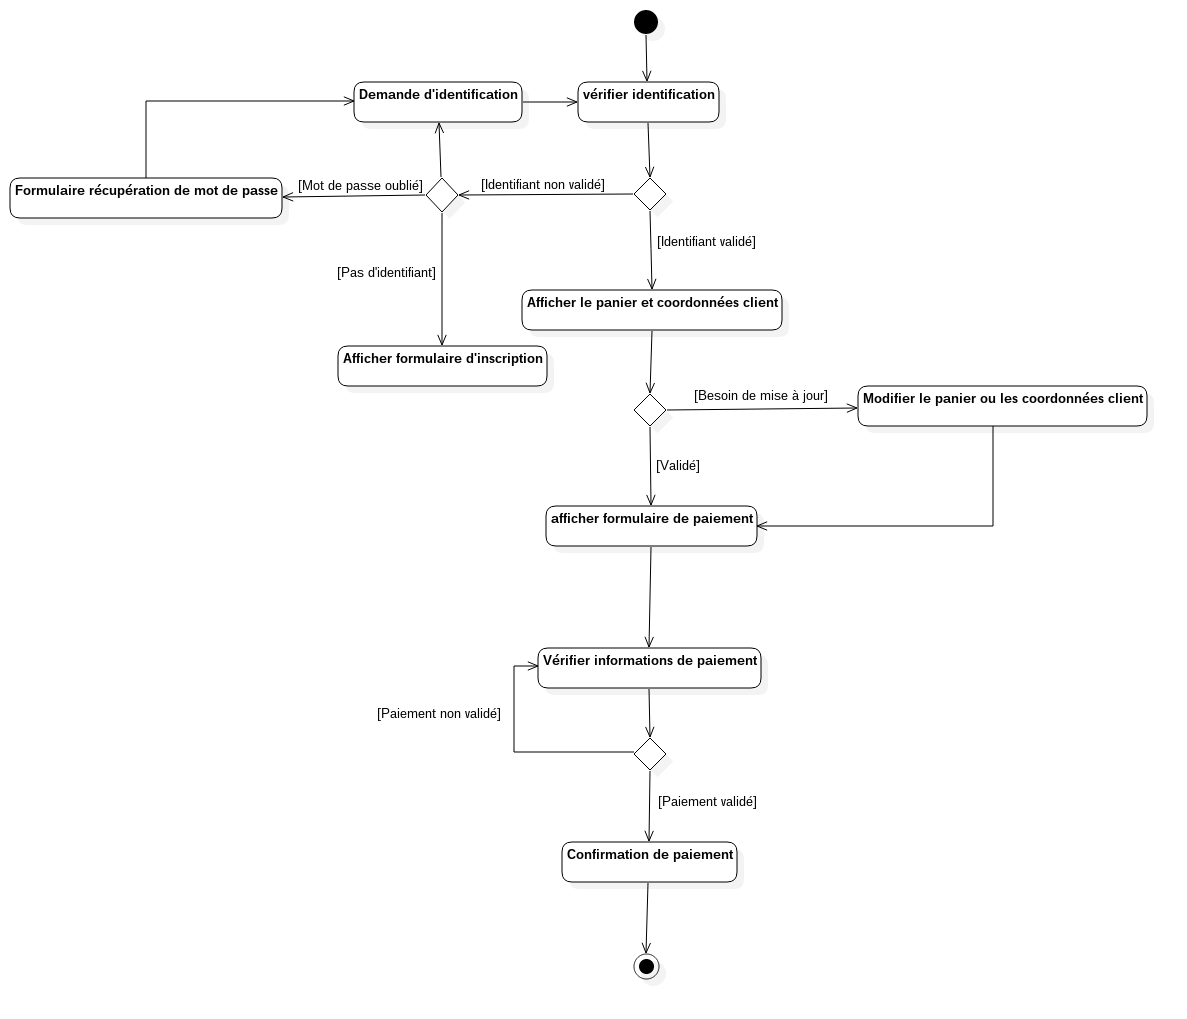 Demande d'identification
vérifier identification
Formulaire récupération de mot de passe
[Mot de passe oublié]
[Identifiant non validé]
[Identifiant validé]
[Pas d'identifiant]
Afficher le panier et coordonnées client
Afficher formulaire d'inscription
[Besoin de mise à jour]
Modifier le panier ou les coordonnées client
[Validé]
afficher formulaire de paiement
Vérifier informations de paiement
[Paiement non validé]
[Paiement validé]
Confirmation de paiement